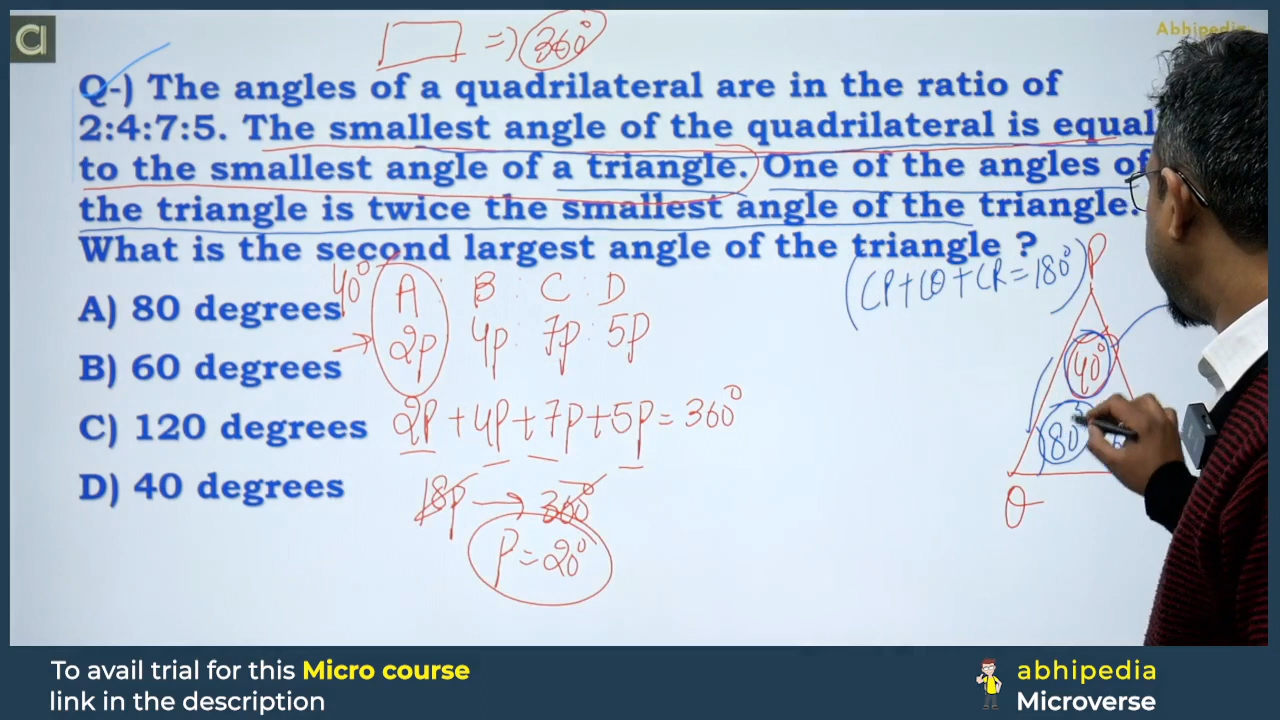 Abhipedia
=> 360°
Q-) The angles of a quadrilateral are in the ratio of
2:4:7:5. The smallest angle of the quadrilateral is equal
to the smallest angle of a triangle. One of the angles of
the triangle is twice the smallest angle of the triangle.
What is the second largest angle of the triangle ?
A) 80 degrees
B) 60 degrees
C) 120 degrees
D) 40 degrees
40°
A : B : C : D
2p 4p : 7p : 5p
2P + 4P + 7P + 5P = 360°
18P → 360°
P = 20°
(CP + CQ + CR = 180°)
P
40°
80°
Q
To avail trial for this Micro course
link in the description
abhipedia
Microverse